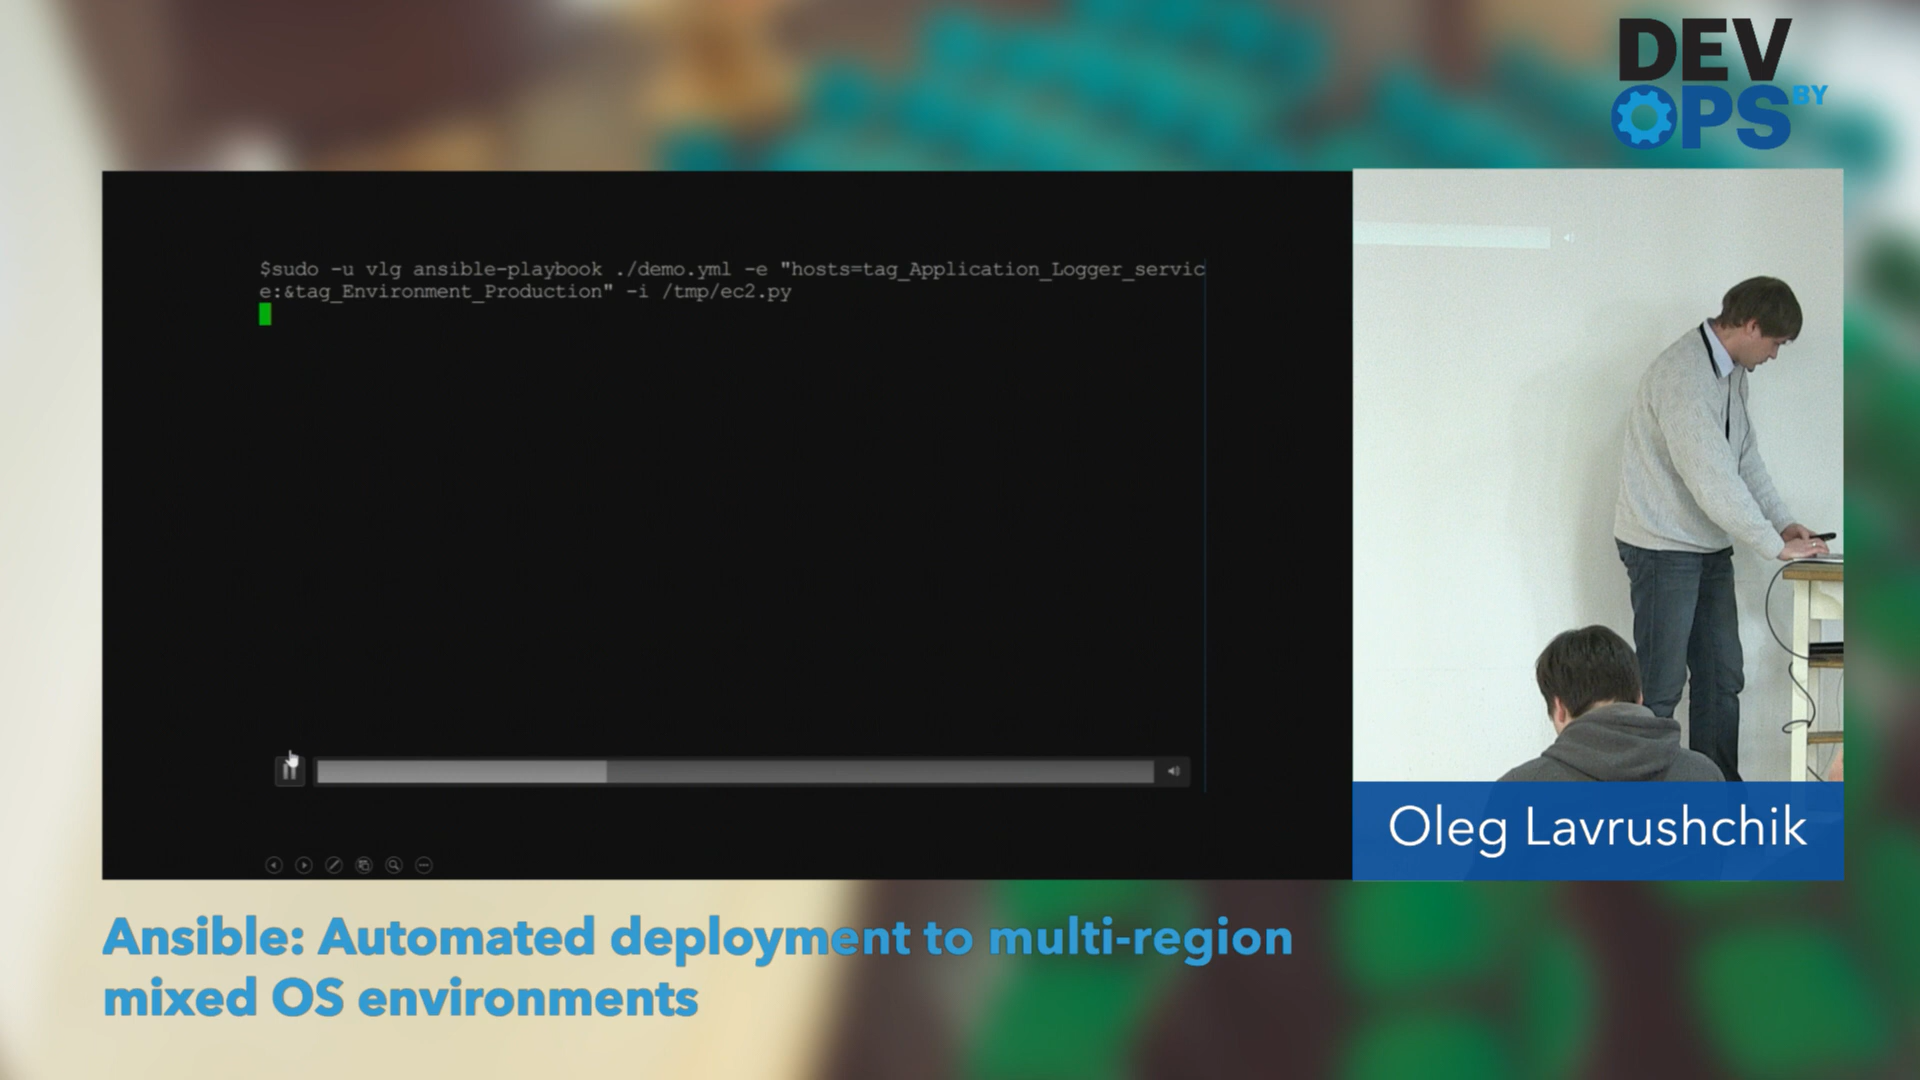 DEV
OPS BY
$sudo -u vlg ansible-playbook ./demo.yml -e "hosts=tag_Application_Logger_servic
e:&tag_Environment_Production" -i /tmp/ec2.py
Oleg Lavrushchik
Ansible: Automated deployment to multi-region
mixed OS environments